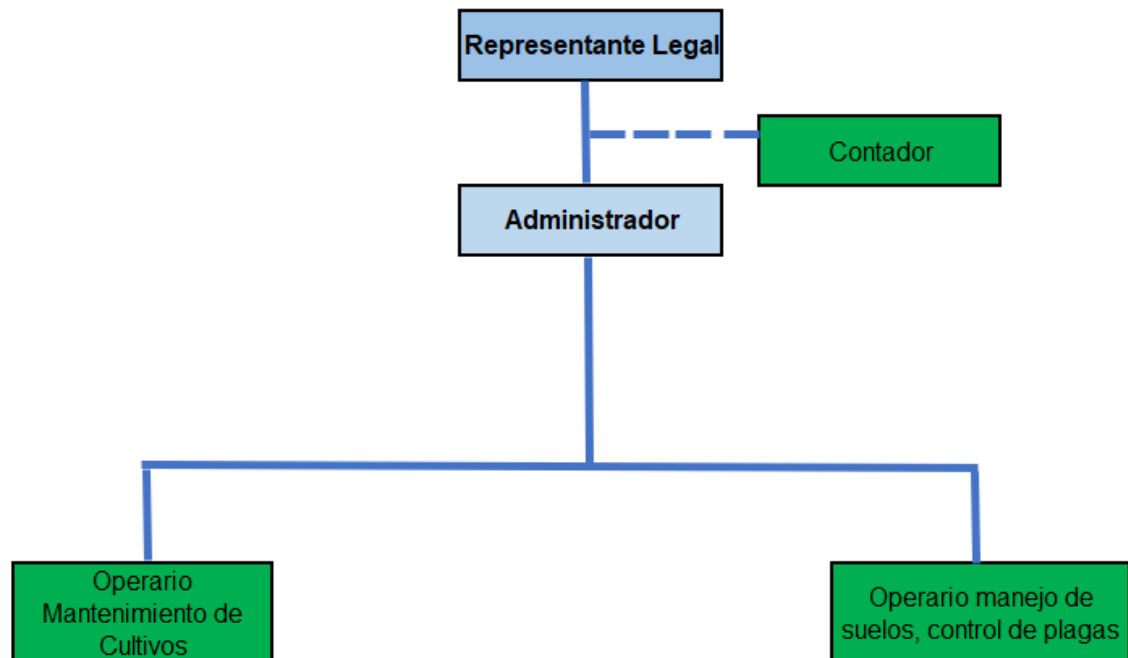 Representante Legal
Contador
Administrador
Operario
Mantenimiento de
Cultivos
Operario manejo de
suelos, control de plagas